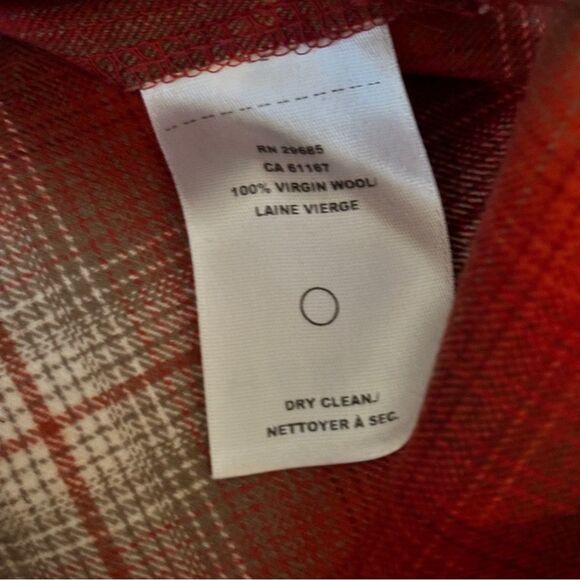 RN 29685
CA 61167
100% VIRGIN WOOL/
LAINE VIERGE
DRY CLEAN/
NETTOYER À SEC.